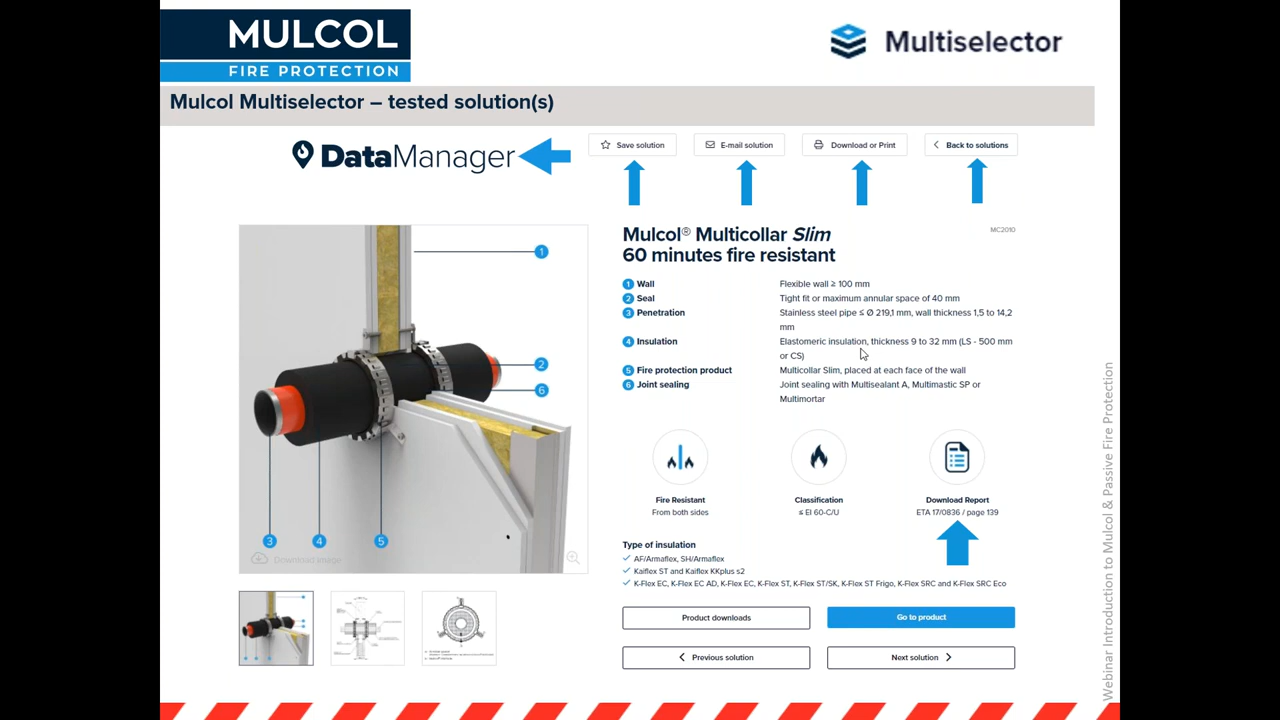 MULCOL
FIRE PROTECTION
Multiselector
Mulcol Multiselector – tested solution(s)
DataManager
Save solution
E-mail solution
Download or Print
Back to solutions
Mulcol® Multicollar Slim
MC2010
60 minutes fire resistant
1 Wall Flexible wall ≥ 100 mm
2 Seal Tight fit or maximum annular space of 40 mm
3 Penetration Stainless steel pipe ≤ Ø 219,1 mm, wall thickness 1,5 to 14,2
mm
4 Insulation Elastomeric insulation, thickness 9 to 32 mm (LS - 500 mm
or CS)
5 Fire protection product Multicollar Slim, placed at each face of the wall
6 Joint sealing Joint sealing with Multisealant A, Multimastic SP or
Multimortar
1
2
6
3
4
5
Download image
Fire Resistant
From both sides
Classification
≤ EI 60-C/U
Download Report
ETA 17/0836 / page 139
Type of insulation
AF/Armaflex, SH/Armaflex
Kaiflex ST and Kaiflex KKplus s2
K-Flex EC, K-Flex EC AD, K-Flex EC, K-Flex ST, K-Flex ST/SK, K-Flex ST Frigo, K-Flex SRC and K-Flex SRC Eco
Product downloads
Go to product
Previous solution
Next solution
Webinar Introduction to Mulcol & Passive Fire Protection